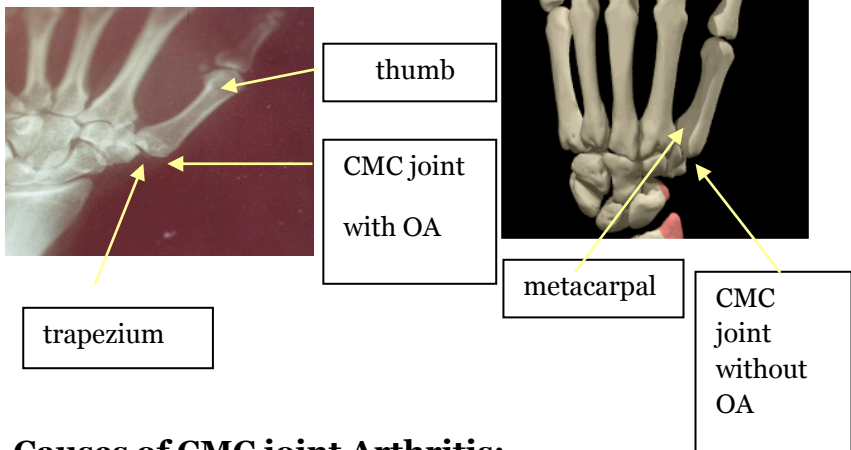 thumb
CMC joint
with OA
metacarpal
trapezium
CMC
joint
without
OA
Causes of CMC joint Arthritis: